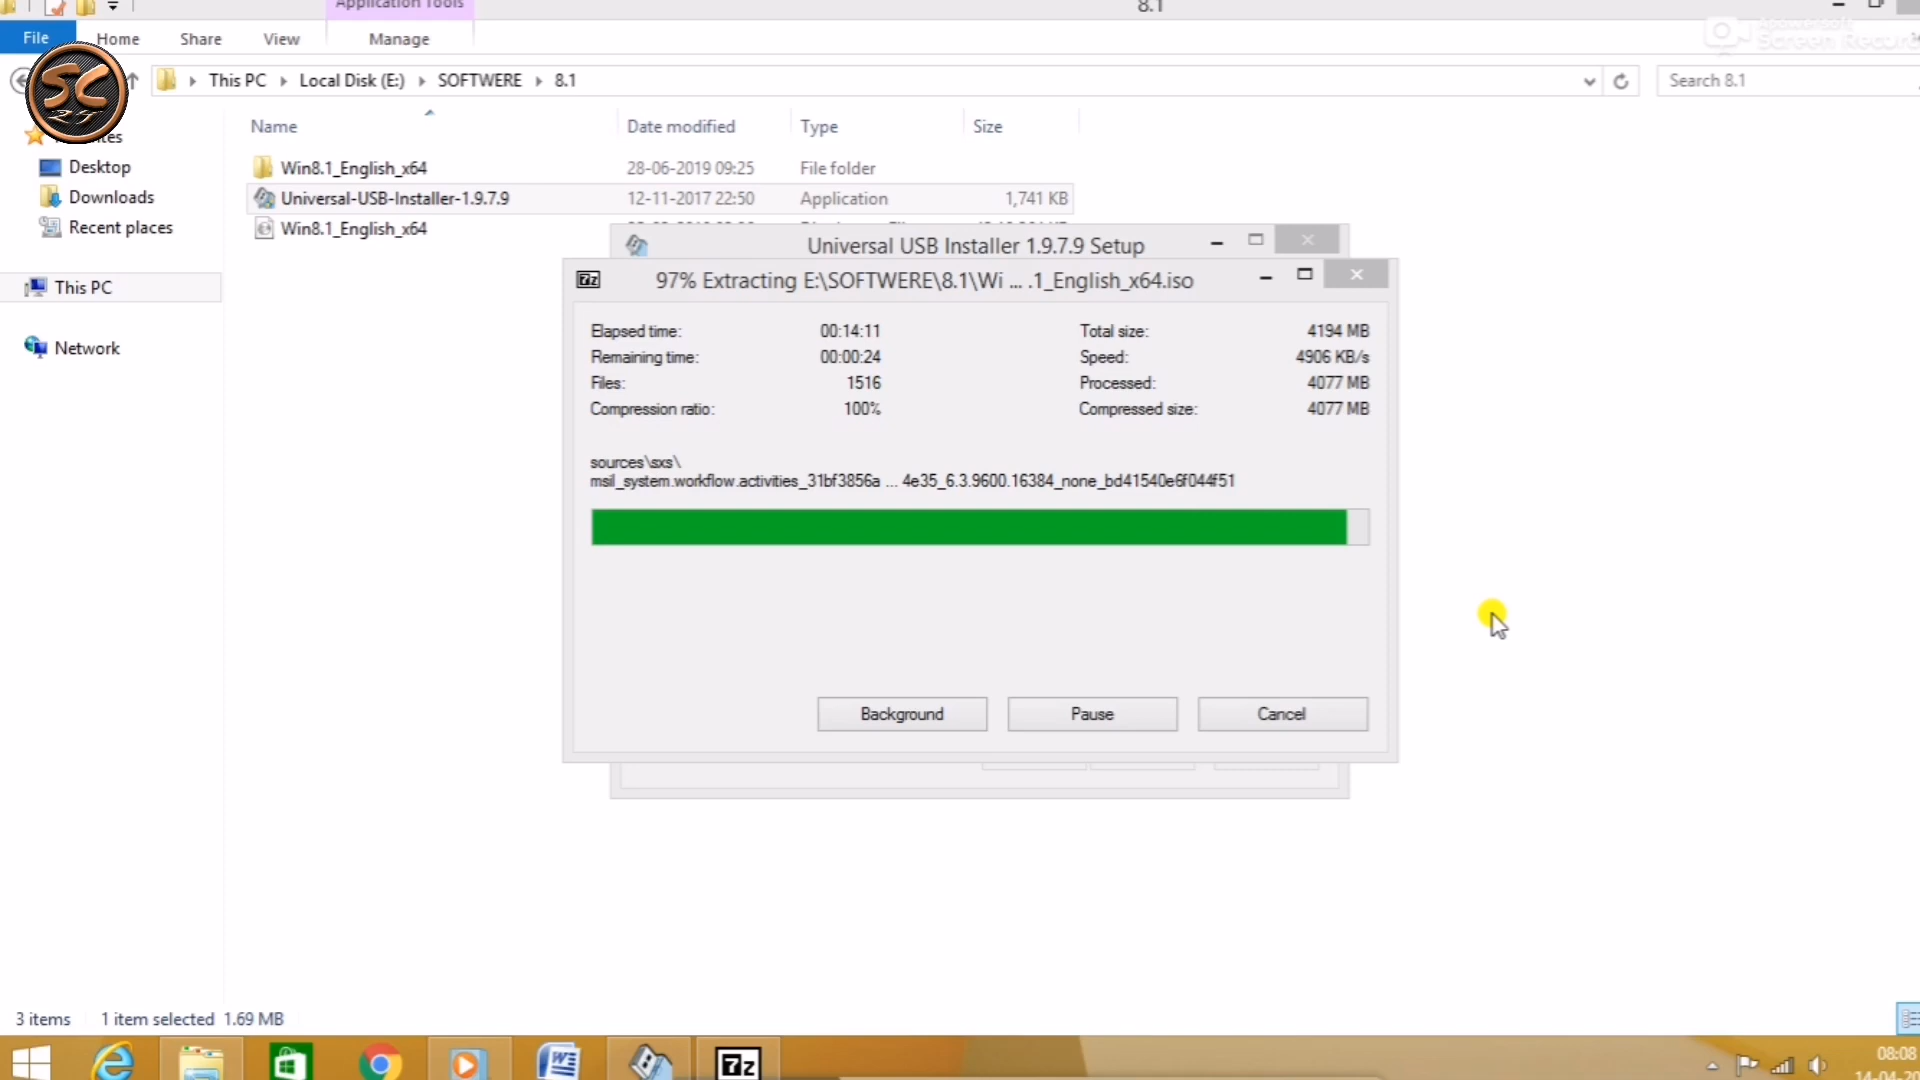 Application Tools
8.1
File
Home
Share
View
Manage
Screen Recor
This PC
Local Disk (E:)
SOFTWERE
8.1
Search 8.1
SC
Name
Date modified
Type
Size
Desktop
Downloads
Recent places
This PC
Network
Win8.1_English_x64
28-06-2019 09:25
File folder
Universal-USB-Installer-1.9.7.9
12-11-2017 22:50
Application
1,741 KB
Win8.1_English_x64
Universal USB Installer 1.9.7.9 Setup
7z
97% Extracting E:\SOFTWERE\8.1\Wi ... .1_English_x64.iso
Elapsed time:
00:14:11
Total size:
4194 MB
Remaining time:
00:00:24
Speed:
4906 KB/s
Files:
1516
Processed:
4077 MB
Compression ratio:
100%
Compressed size:
4077 MB
sources\sxs\
msil_system.workflow.activities_31bf3856a ... 4e35_6.3.9600.16384_none_bd41540e6f044f51
Background
Pause
Cancel
3 items
1 item selected 1.69 MB
7z
08:08